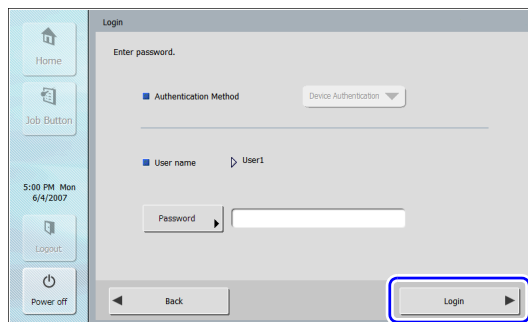 Login
Enter password.
Home
Authentication Method
Device Authentication
Job Button
User name
User1
5:00 PM Mon
6/4/2007
Password
Logout
Power off
Back
Login